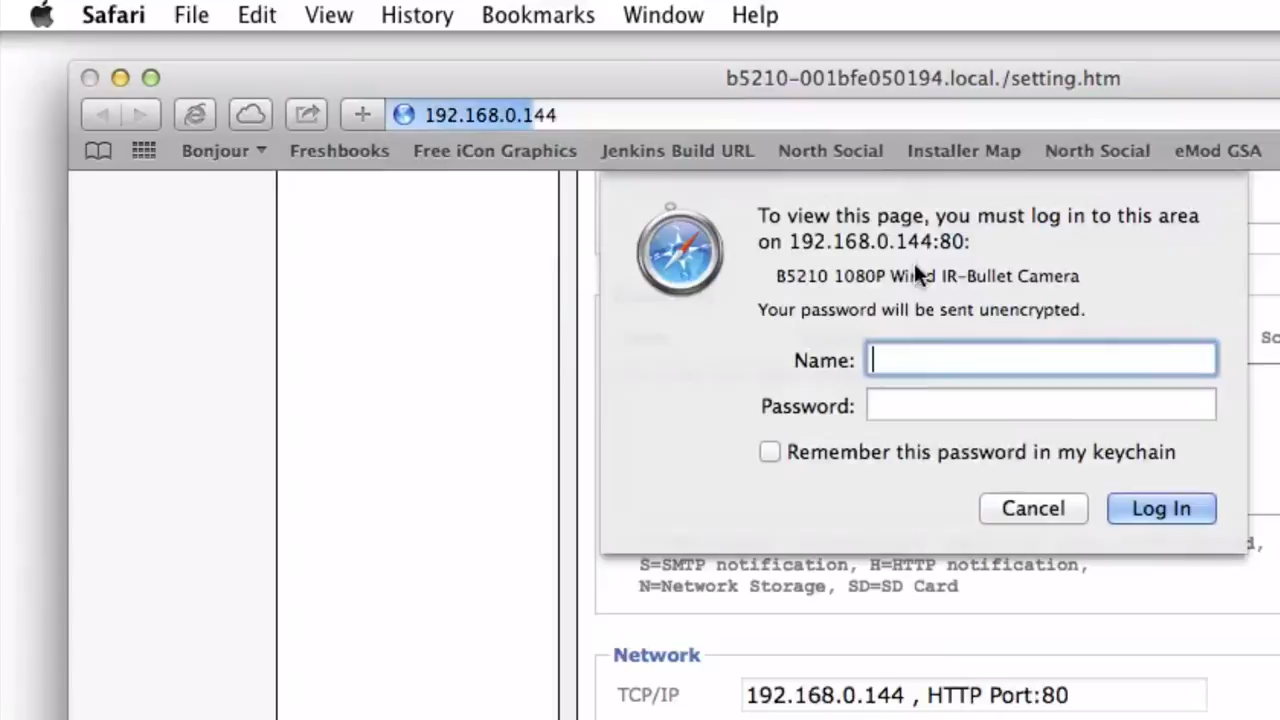 Safari File Edit View History Bookmarks Window Help
b5210-001bfe050194.local./setting.htm
192.168.0.144
Bonjour Freshbooks Free iCon Graphics Jenkins Build URL North Social Installer Map North Social eMod GSA
To view this page, you must log in to this area
on 192.168.0.144:80:
B5210 1080P Wired IR-Bullet Camera
Your password will be sent unencrypted.
Name:
Password:
Remember this password in my keychain
Cancel Log In
S=SMTP notification, H=HTTP notification,
N=Network Storage, SD=SD Card
Network
TCP/IP 192.168.0.144 , HTTP Port:80